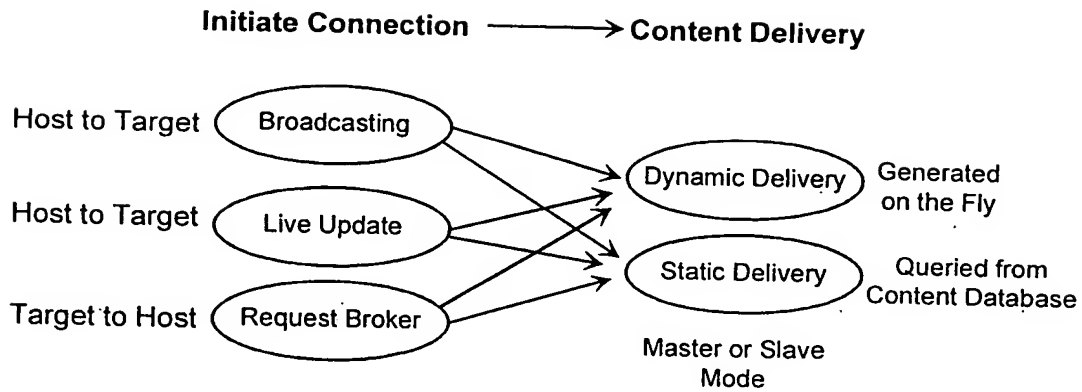 Initiate Connection
Content Delivery
Host to Target
Broadcasting
Host to Target
Live Update
Target to Host
Request Broker
Dynamic Delivery
Generated
on the Fly
Static Delivery
Queried from
Content Database
Master or Slave
Mode